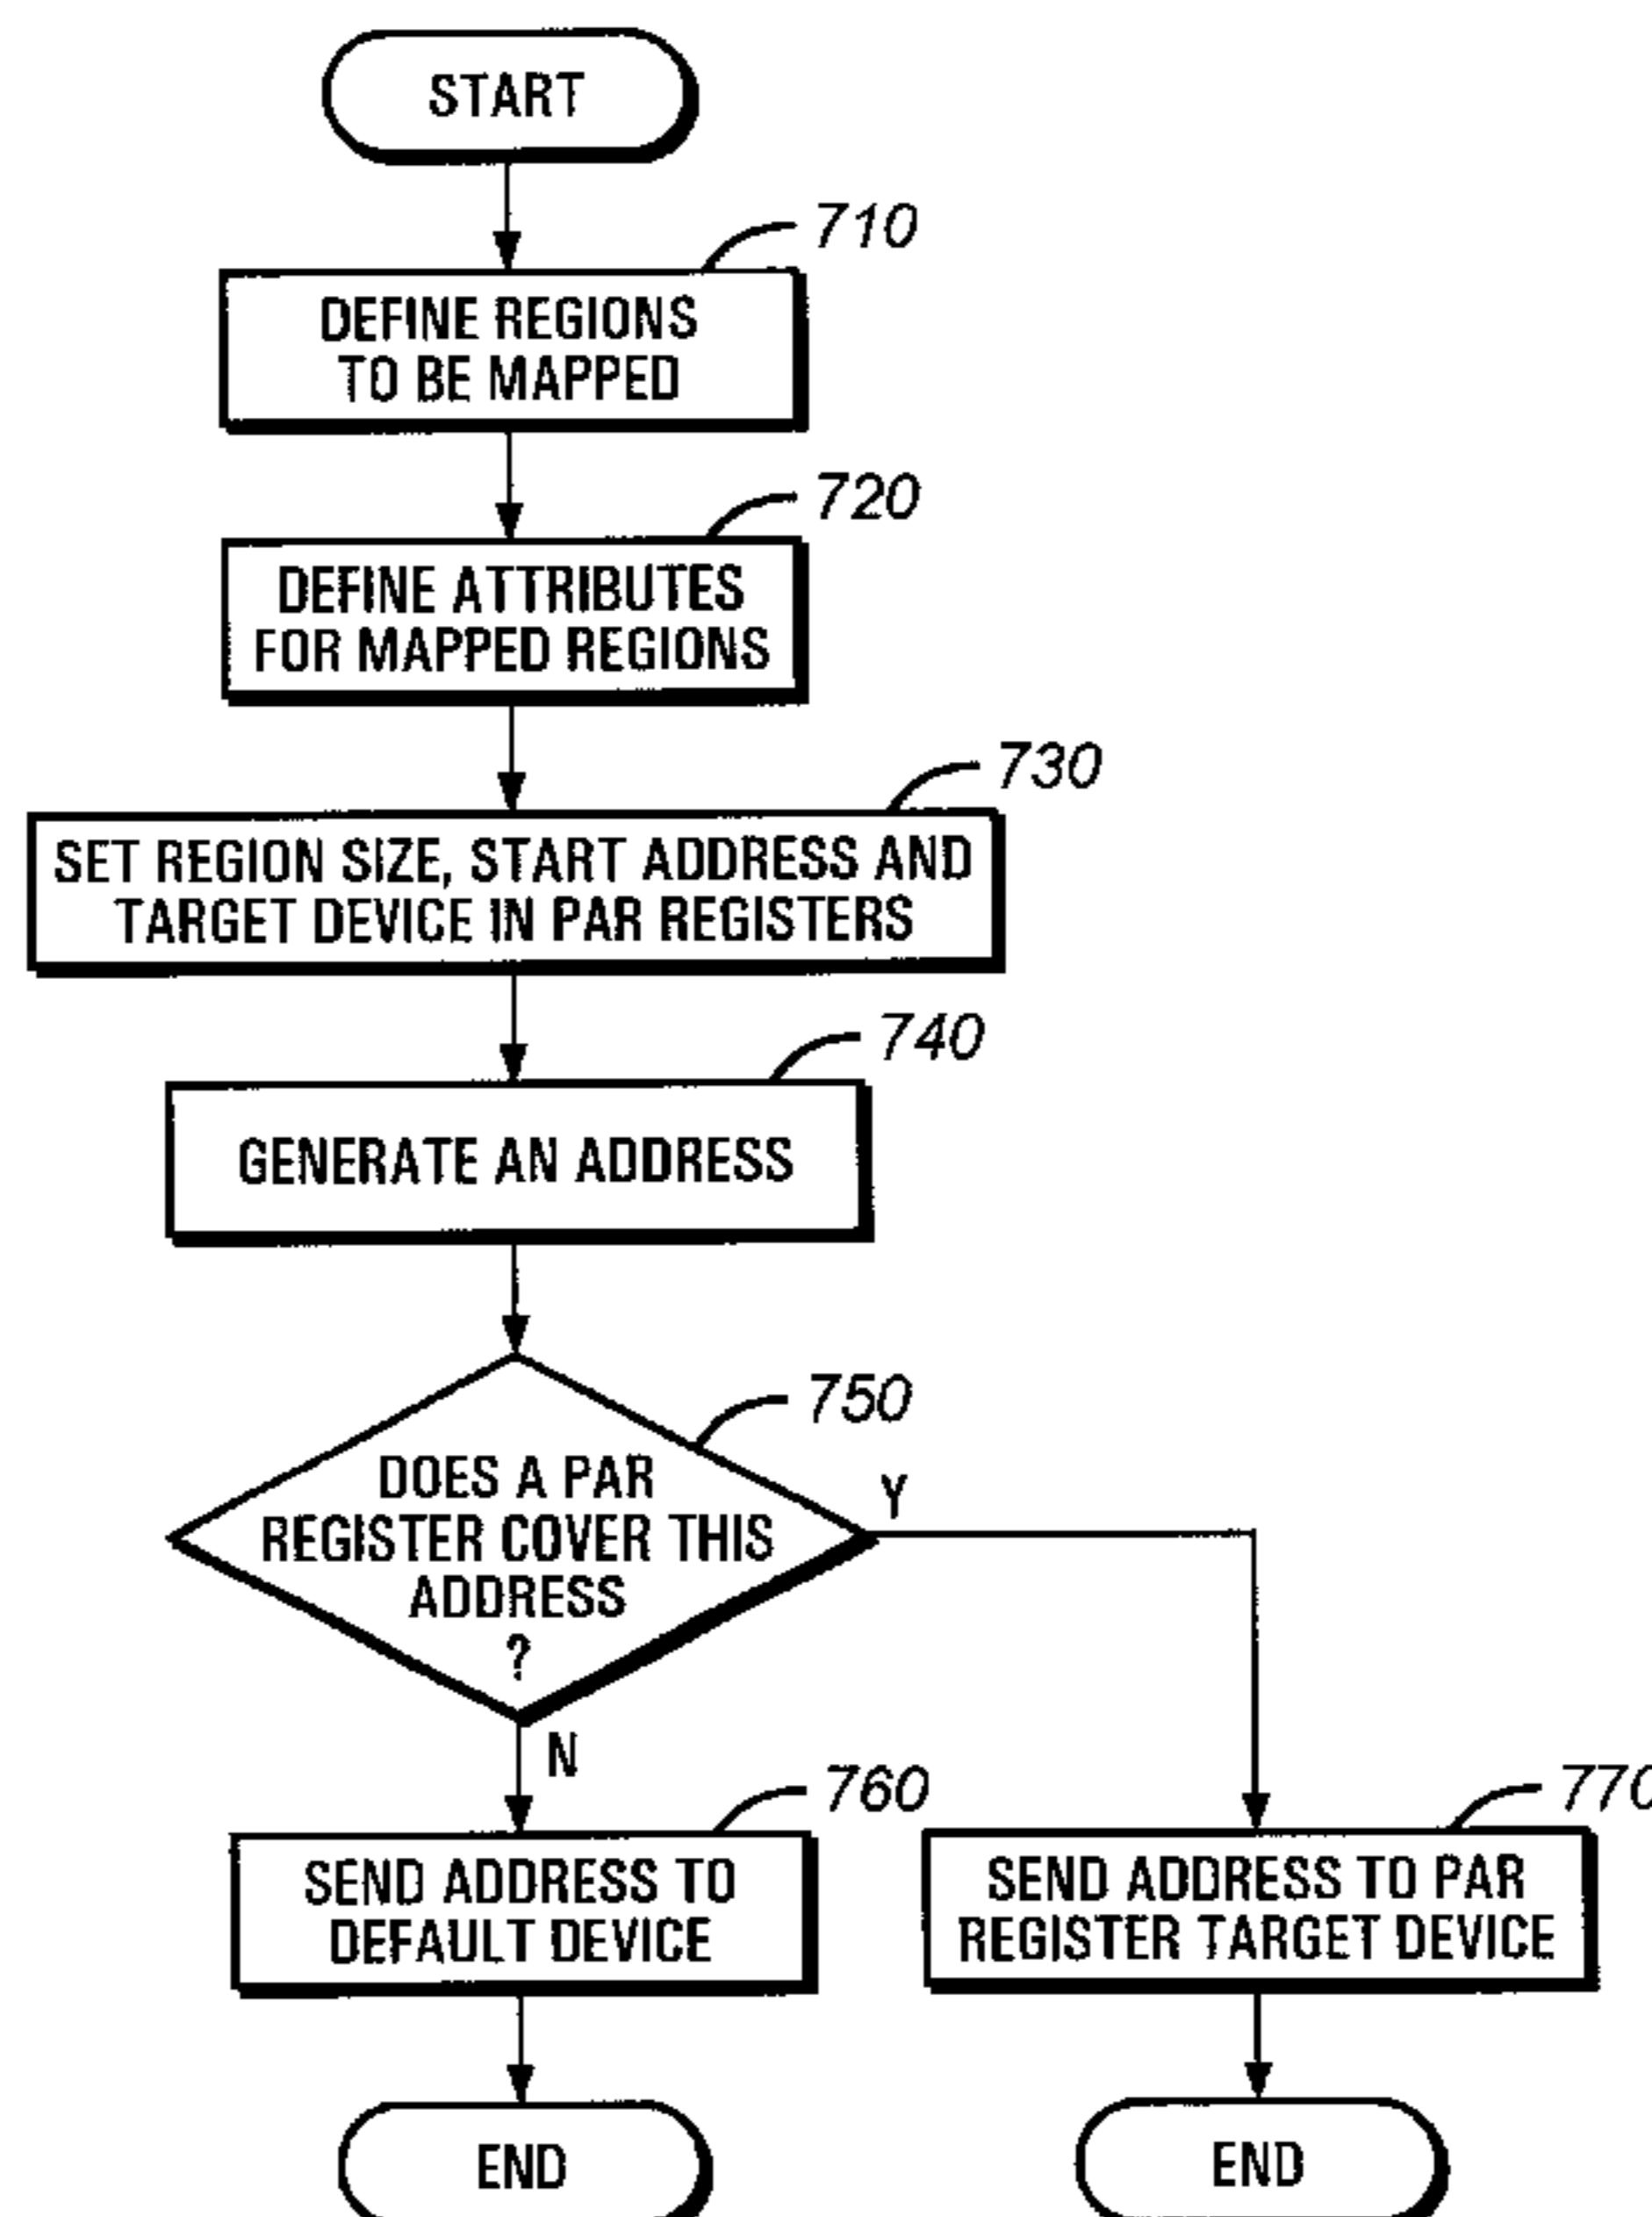 START
710
DEFINE REGIONS
TO BE MAPPED
720
DEFINE ATTRIBUTES
FOR MAPPED REGIONS
730
SET REGION SIZE, START ADDRESS AND
TARGET DEVICE IN PAR REGISTERS
740
GENERATE AN ADDRESS
750
DOES A PAR
REGISTER COVER THIS
ADDRESS
?
Y
N
760
SEND ADDRESS TO
DEFAULT DEVICE
770
SEND ADDRESS TO PAR
REGISTER TARGET DEVICE
END
END